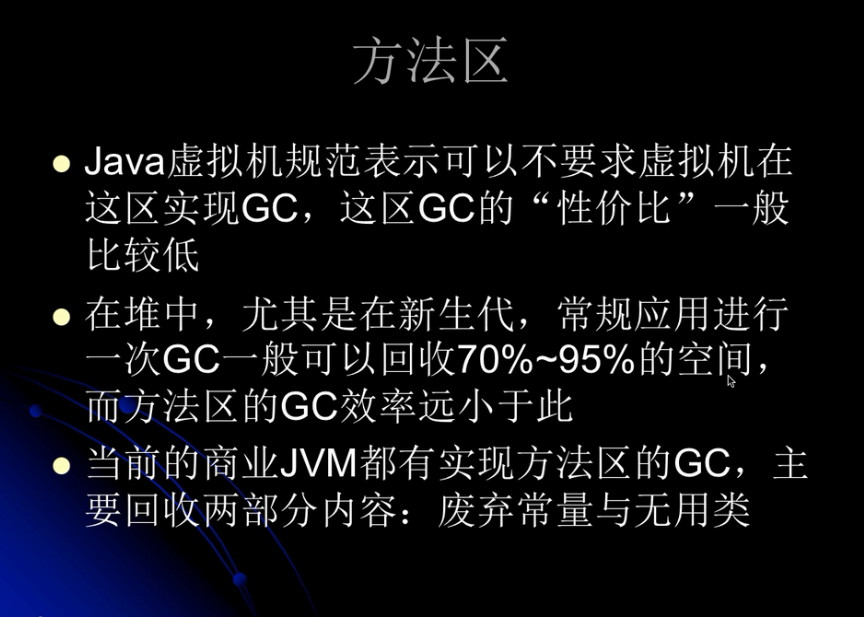 方法区
Java虚拟机规范表示可以不要求虚拟机在
这区实现GC，这区GC的“性价比”一般
比较低
在堆中，尤其是在新生代，常规应用进行
一次GC一般可以回收70%~95%的空间，
而方法区的GC效率远小于此
当前的商业JVM都有实现方法区的GC，主
要回收两部分内容：废弃常量与无用类